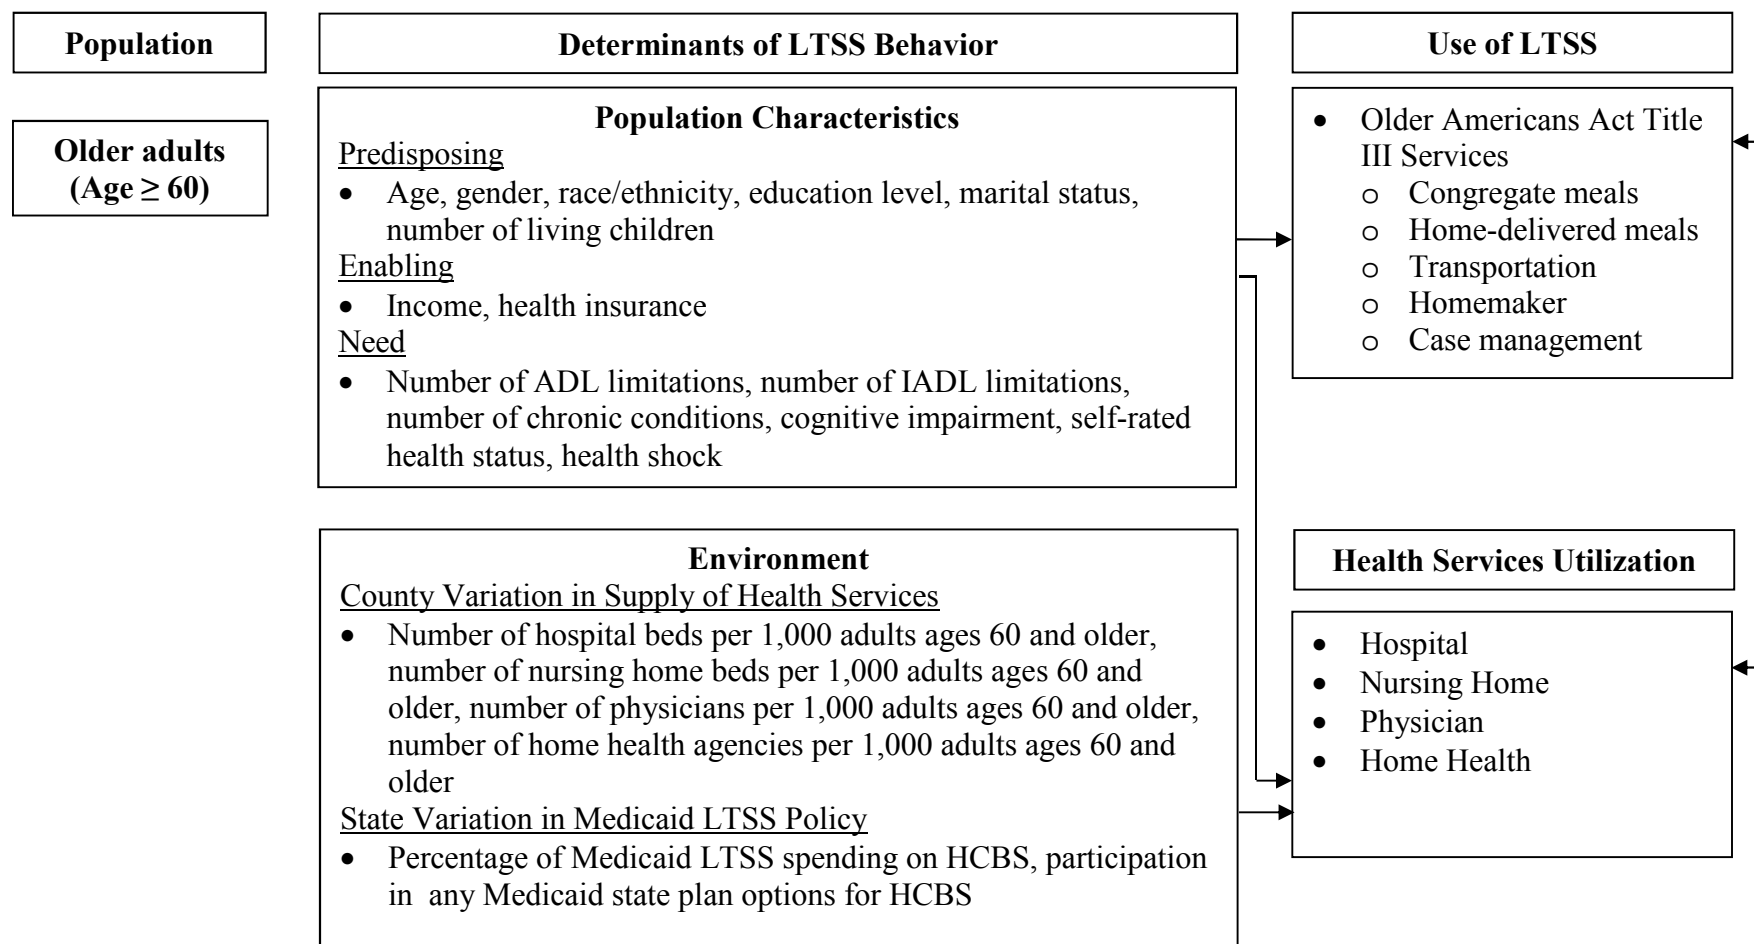 Population
Older adults
(Age ≥ 60)
Determinants of LTSS Behavior
Population Characteristics
Predisposing
• Age, gender, race/ethnicity, education level, marital status,
number of living children
Enabling
• Income, health insurance
Need
• Number of ADL limitations, number of IADL limitations,
number of chronic conditions, cognitive impairment, self-rated
health status, health shock
Environment
County Variation in Supply of Health Services
• Number of hospital beds per 1,000 adults ages 60 and older,
number of nursing home beds per 1,000 adults ages 60 and
older, number of physicians per 1,000 adults ages 60 and older,
number of home health agencies per 1,000 adults ages 60 and
older
State Variation in Medicaid LTSS Policy
• Percentage of Medicaid LTSS spending on HCBS, participation
in any Medicaid state plan options for HCBS
Use of LTSS
• Older Americans Act Title
III Services
o Congregate meals
o Home-delivered meals
o Transportation
o Homemaker
o Case management
Health Services Utilization
• Hospital
• Nursing Home
• Physician
• Home Health